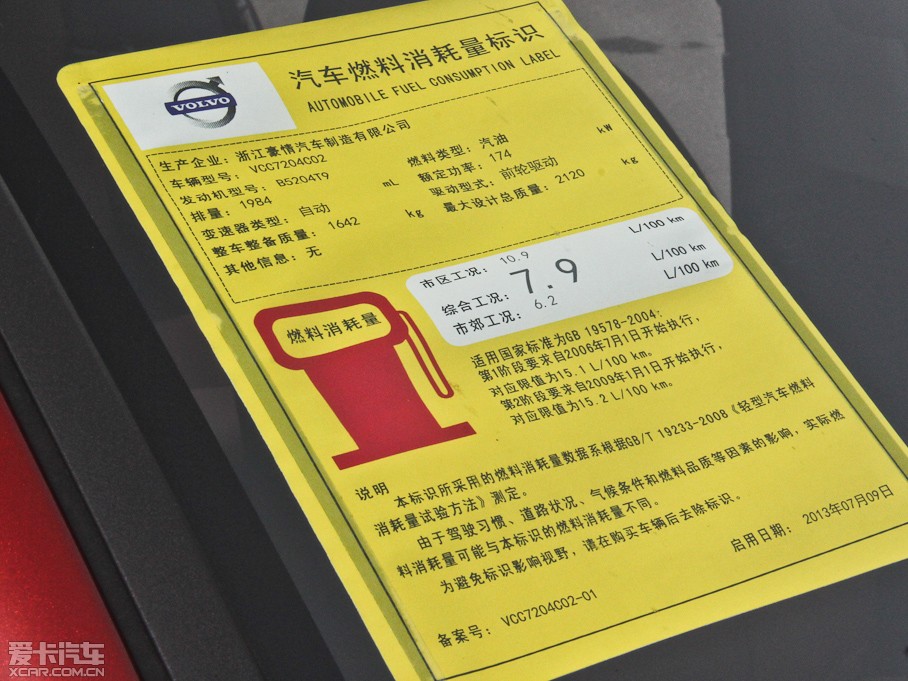 汽车燃料消耗量标识
AUTOMOBILE FUEL CONSUMPTION LABEL
VOLVO
生产企业：浙江豪情汽车制造有限公司
车辆型号：VCC7204C02
燃料类型：汽油
发动机型号：B5204T9
额定功率：174 kW
排量：1984 mL
驱动型式：前轮驱动
变速器类型：自动
最大设计总质量：2120 kg
整车整备质量：1642 kg
其他信息：无
市区工况：10.9 L/100 km
综合工况：7.9 L/100 km
市郊工况：6.2 L/100 km
燃料消耗量
适用国家标准为GB 19578-2004：
第1阶段要求自2006年7月1日开始执行，
对应限值为15.1 L/100 km。
第2阶段要求自2009年1月1日开始执行，
对应限值为15.2 L/100 km。
说明
本标识所采用的燃料消耗量数据系根据GB/T 19233-2008《轻型汽车燃料
消耗量试验方法》测定。
由于驾驶习惯、道路状况、气候条件和燃料品质等因素的影响，实际燃
料消耗量可能与本标识的燃料消耗量不同。
为避免标识影响视野，请在购买车辆后去除标识。
备案号：VCC7204C02-01
启用日期：2013年07月09日
爱卡汽车
XCAR.COM.CN